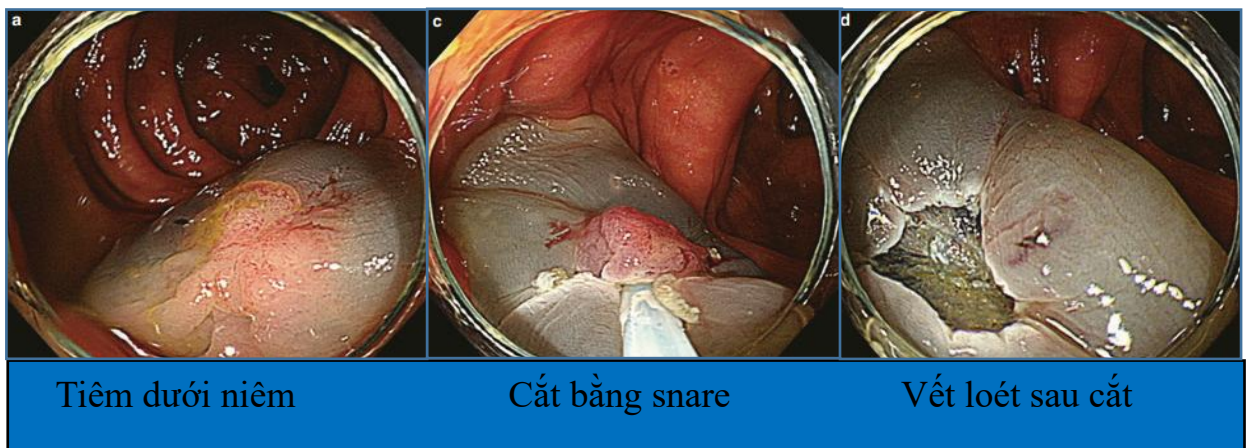 a
c
d
Tiêm dưới niêm
Cắt bằng snare
Vết loét sau cắt